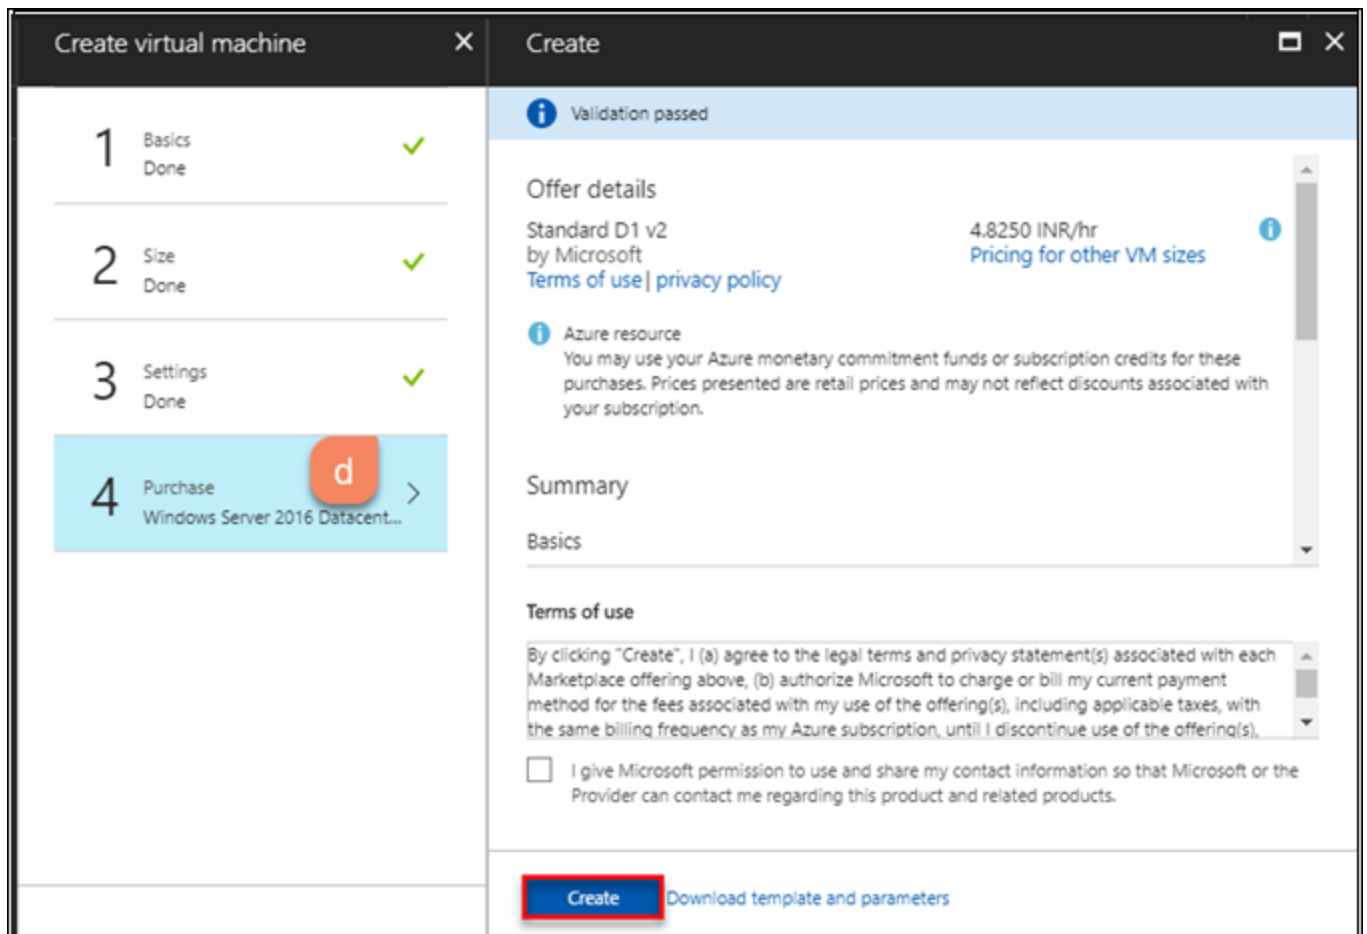 Create virtual machine
1
Basics
Done
2
Size
Done
3
Settings
Done
4
Purchase
d
Windows Server 2016 Datacent...
Create
Validation passed
Offer details
Standard D1 v2
4.8250 INR/hr
by Microsoft
Pricing for other VM sizes
Terms of use | privacy policy
Azure resource
You may use your Azure monetary commitment funds or subscription credits for these
purchases. Prices presented are retail prices and may not reflect discounts associated with
your subscription.
Summary
Basics
Terms of use
By clicking "Create", I (a) agree to the legal terms and privacy statement(s) associated with each
Marketplace offering above, (b) authorize Microsoft to charge or bill my current payment
method for the fees associated with my use of the offering(s), including applicable taxes, with
the same billing frequency as my Azure subscription, until I discontinue use of the offering(s),
I give Microsoft permission to use and share my contact information so that Microsoft or the
Provider can contact me regarding this product and related products.
Create
Download template and parameters